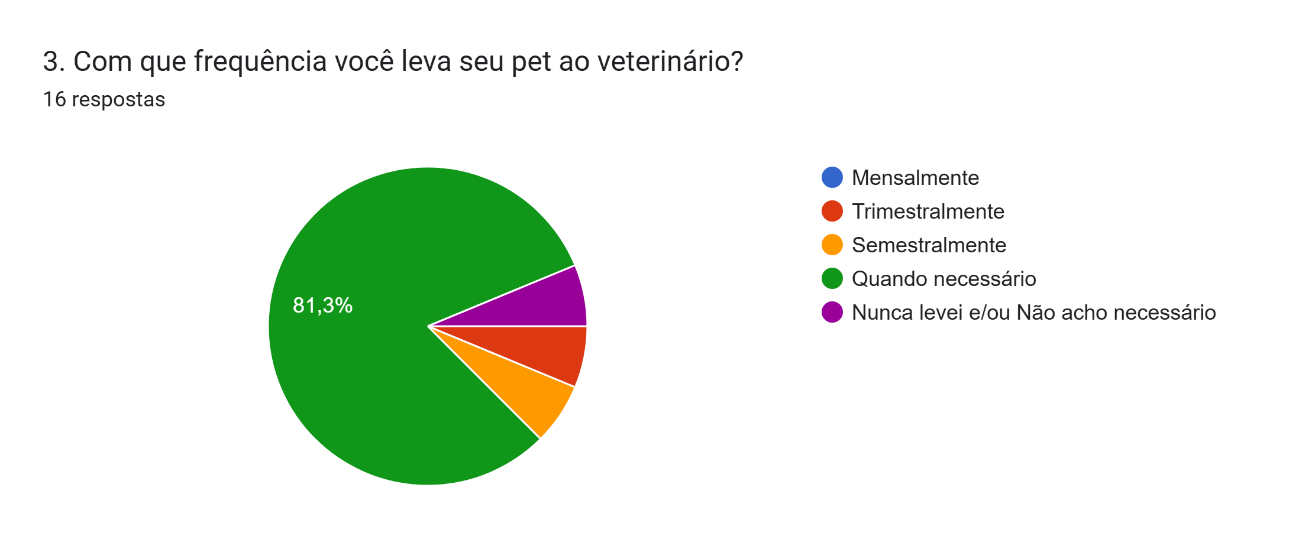 3. Com que frequência você leva seu pet ao veterinário?
16 respostas
81,3%
Mensalmente
Trimestralmente
Semestralmente
Quando necessário
Nunca levei e/ou Não acho necessário